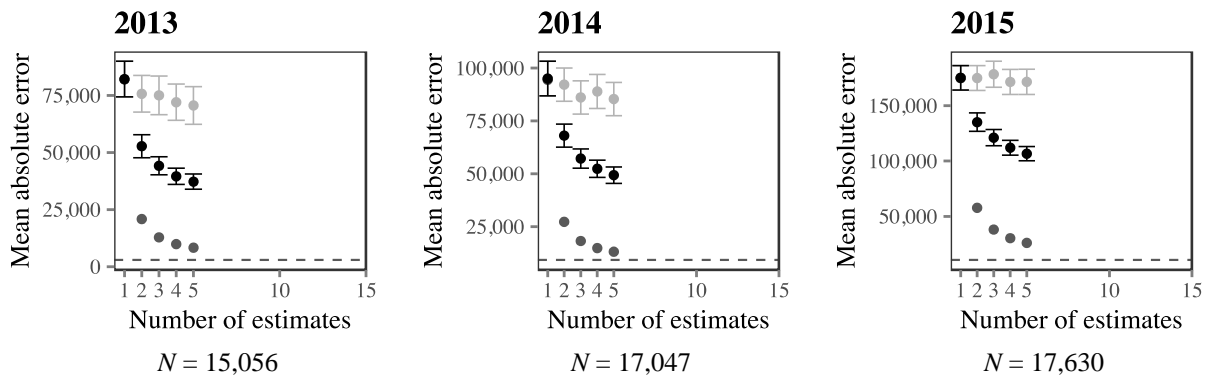 2013
Mean absolute error
75,000
50,000
25,000
0
1 2 3 4 5 10 15
Number of estimates
N = 15,056
2014
Mean absolute error
100,000
75,000
50,000
25,000
1 2 3 4 5 10 15
Number of estimates
N = 17,047
2015
Mean absolute error
150,000
100,000
50,000
1 2 3 4 5 10 15
Number of estimates
N = 17,630